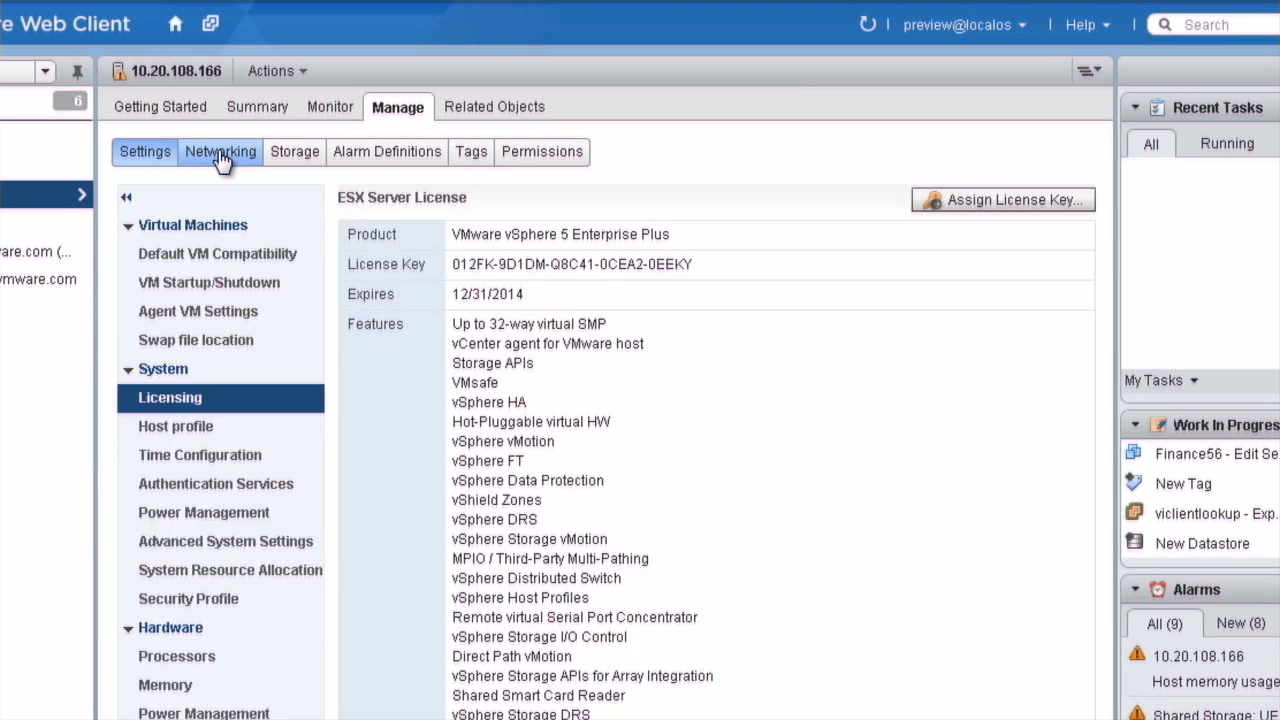 re Web Client
preview@localos
Help
Search
10.20.108.166
Actions
6
Getting Started
Summary
Monitor
Manage
Related Objects
Settings
Networking
Storage
Alarm Definitions
Tags
Permissions
are.com (...
vmware.com
Virtual Machines
Default VM Compatibility
VM Startup/Shutdown
Agent VM Settings
Swap file location
System
Licensing
Host profile
Time Configuration
Authentication Services
Power Management
Advanced System Settings
System Resource Allocation
Security Profile
Hardware
Processors
Memory
Power Management
ESX Server License
Assign License Key...
Product VMware vSphere 5 Enterprise Plus
License Key 012FK-9D1DM-Q8C41-0CEA2-0EEKY
Expires 12/31/2014
Features Up to 32-way virtual SMP
vCenter agent for VMware host
Storage APIs
VMsafe
vSphere HA
Hot-Pluggable virtual HW
vSphere vMotion
vSphere FT
vSphere Data Protection
vShield Zones
vSphere DRS
vSphere Storage vMotion
MPIO / Third-Party Multi-Pathing
vSphere Distributed Switch
vSphere Host Profiles
Remote virtual Serial Port Concentrator
vSphere Storage I/O Control
Direct Path vMotion
vSphere Storage APIs for Array Integration
Shared Smart Card Reader
vSphere Storage DRS
Recent Tasks
All
Running
My Tasks
Work In Progres
Finance56 - Edit Se
New Tag
viclientlookup - Exp.
New Datastore
Alarms
All (9)
New (8)
10.20.108.166
Host memory usage
Shared Storage: UE